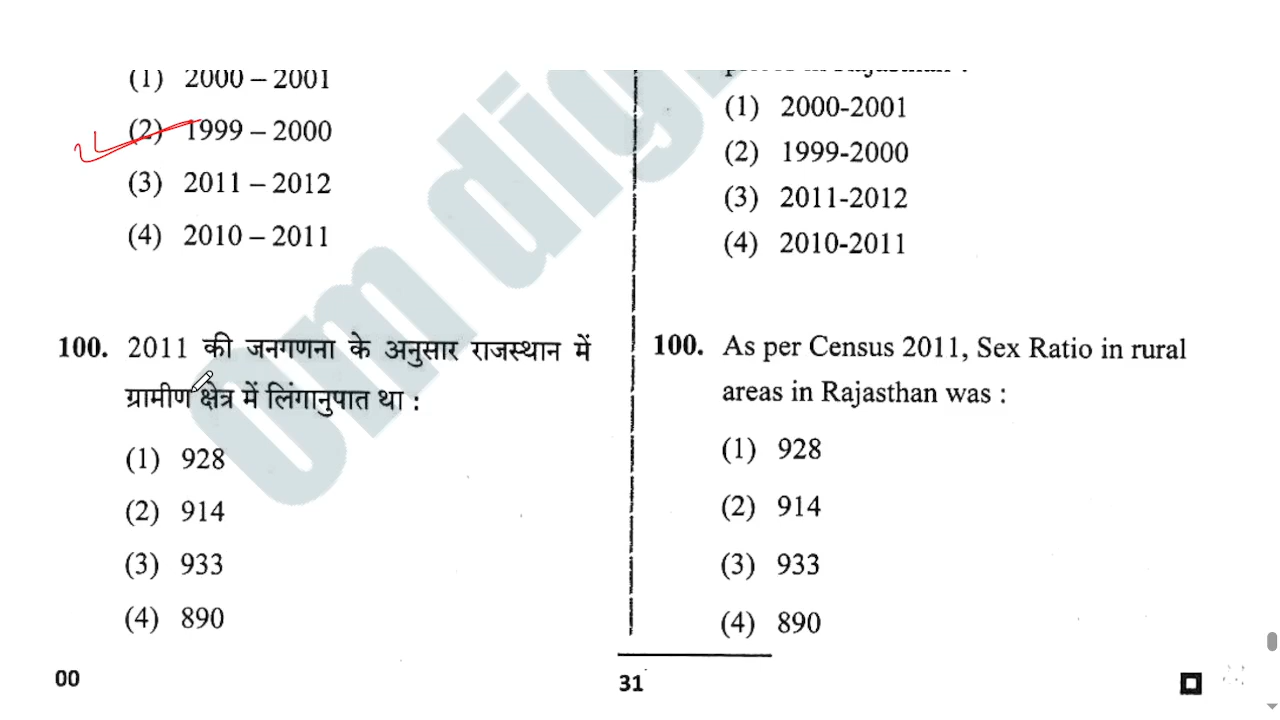 (1) 2000 – 2001
(2) 1999 – 2000
(3) 2011 – 2012
(4) 2010 – 2011
100. 2011 की जनगणना के अनुसार राजस्थान में
ग्रामीण क्षेत्र में लिंगानुपात था :
(1) 928
(2) 914
(3) 933
(4) 890
(1) 2000-2001
(2) 1999-2000
(3) 2011-2012
(4) 2010-2011
100. As per Census 2011, Sex Ratio in rural
areas in Rajasthan was :
(1) 928
(2) 914
(3) 933
(4) 890
00
31
Om digi